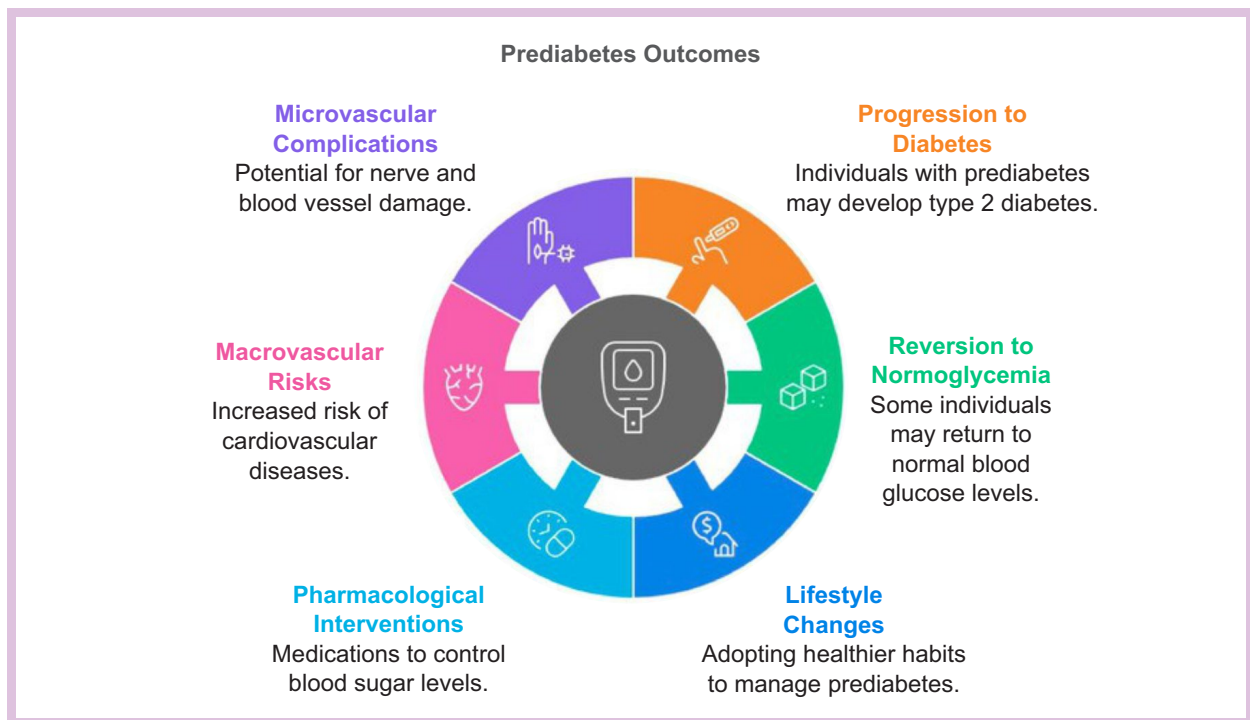 Prediabetes Outcomes
Microvascular
Complications
Potential for nerve and
blood vessel damage.
Progression to
Diabetes
Individuals with prediabetes
may develop type 2 diabetes.
Macrovascular
Risks
Increased risk of
cardiovascular
diseases.
Reversion to
Normoglycemia
Some individuals
may return to
normal blood
glucose levels.
Pharmacological
Interventions
Medications to control
blood sugar levels.
Lifestyle
Changes
Adopting healthier habits
to manage prediabetes.
$